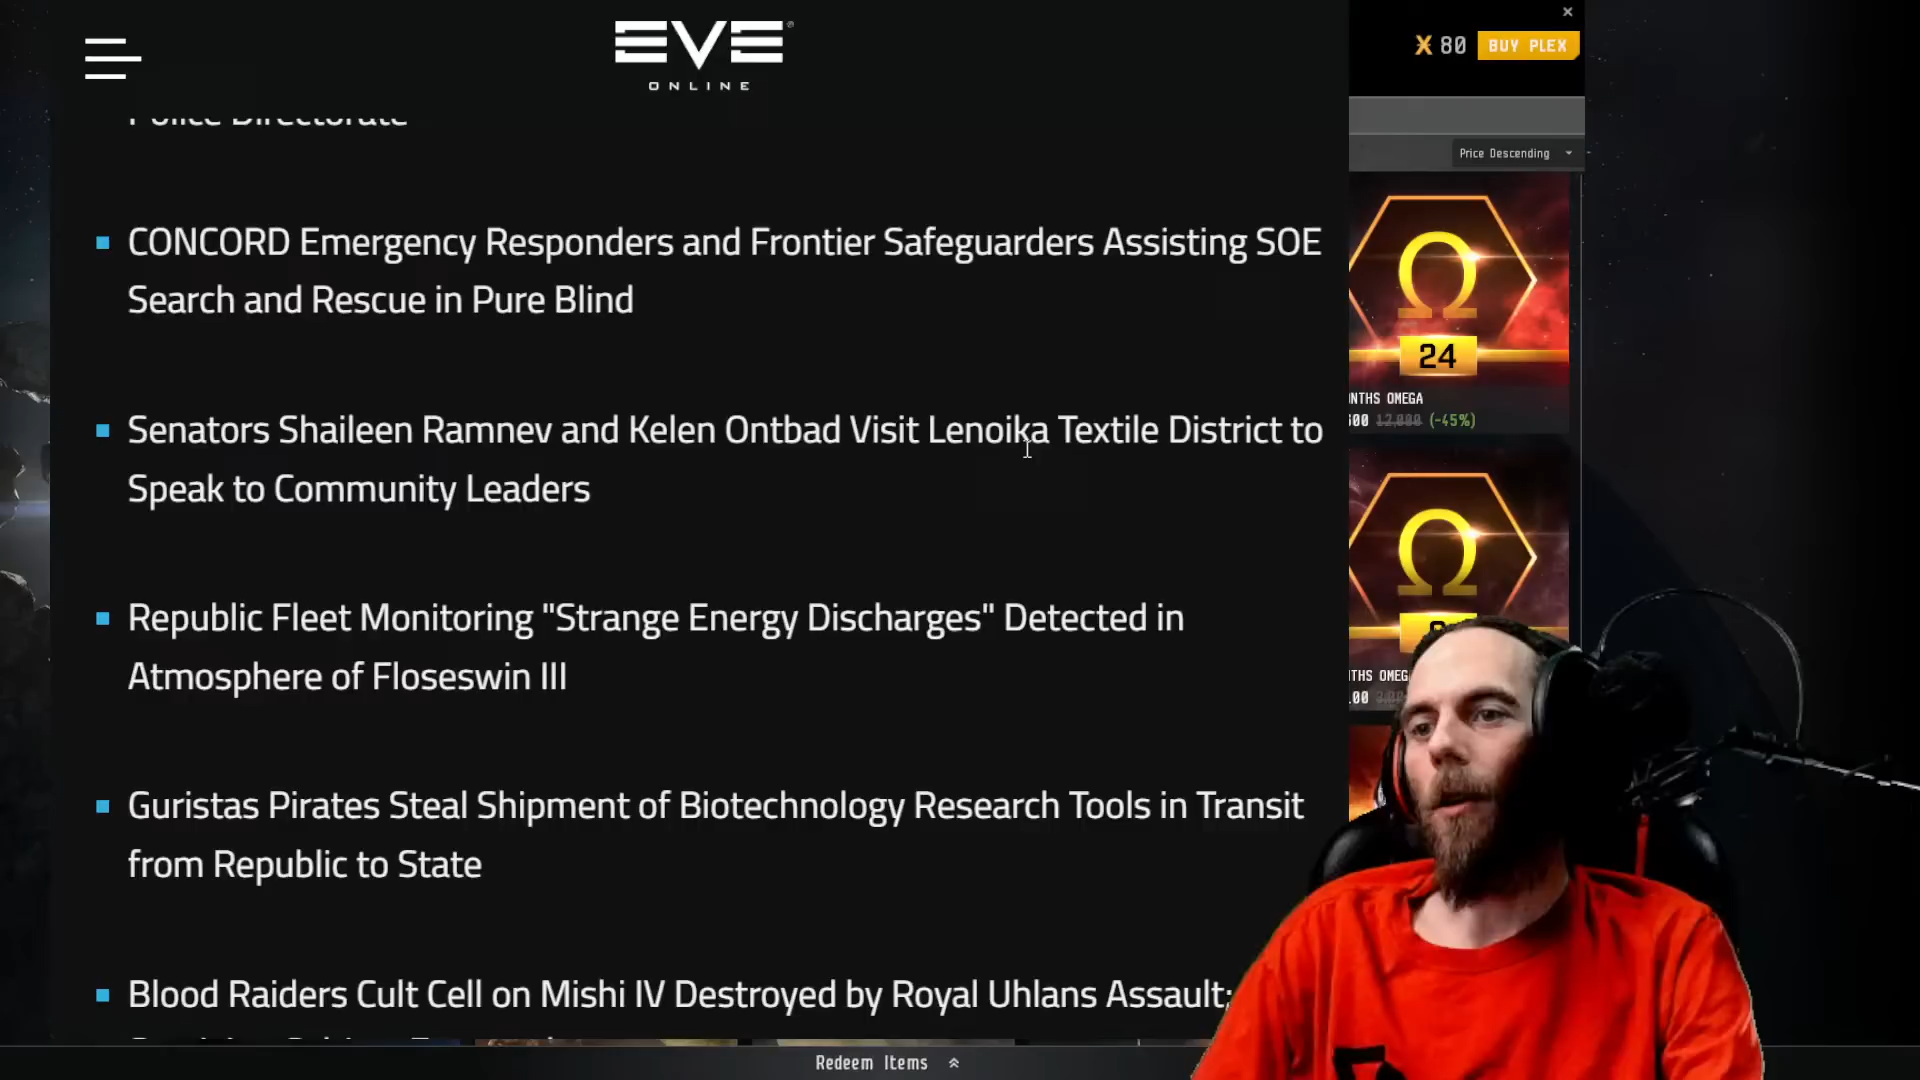 EVE
ONLINE
80
BUY PLEX
Police Directorate
Price Descending
CONCORD Emergency Responders and Frontier Safeguarders Assisting SOE
Search and Rescue in Pure Blind
24
NTHS OMEGA
12,000 (-45%)
Senators Shaileen Ramnev and Kelen Ontbad Visit Lenoika Textile District to
Speak to Community Leaders
Republic Fleet Monitoring "Strange Energy Discharges" Detected in
Atmosphere of Floseswin III
Guristas Pirates Steal Shipment of Biotechnology Research Tools in Transit
from Republic to State
Blood Raiders Cult Cell on Mishi IV Destroyed by Royal Uhlans Assault;
Redeem Items